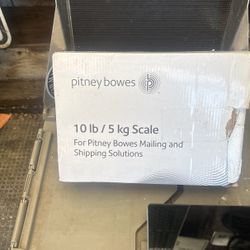 pitney bowes
10 lb / 5 kg Scale
For Pitney Bowes Mailing and
Shipping Solutions